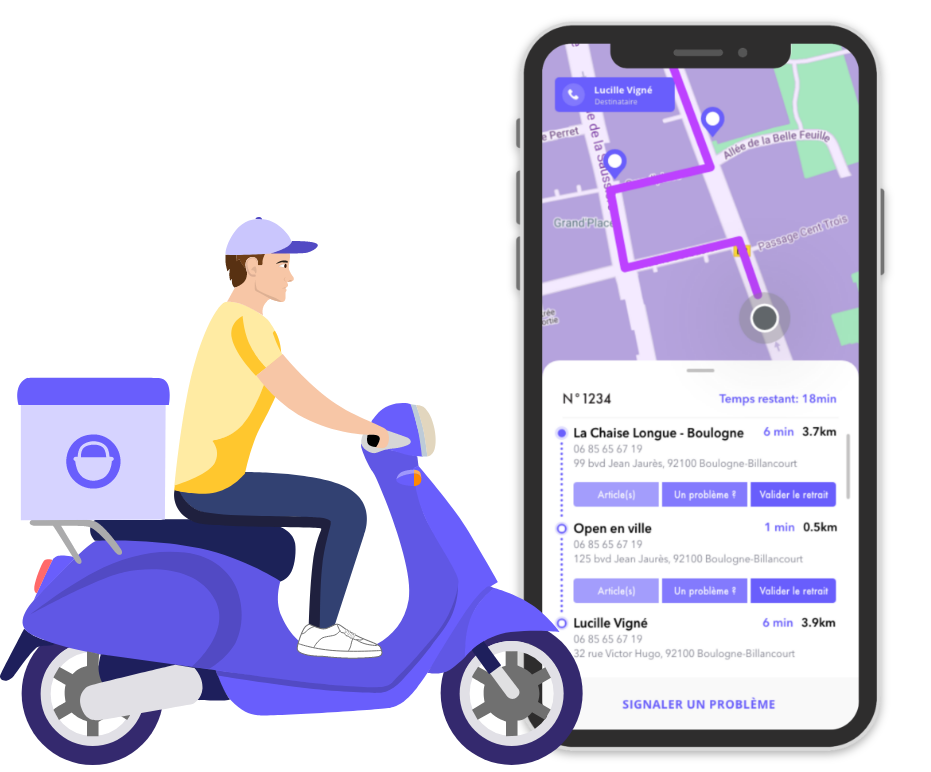 Lucille Vigné
Destinataire
e Perret
e de la Sauss
Allée de la Belle Feuille
Grand'Place
Passage Cent Trois
N°1234
Temps restant: 18min
La Chaise Longue - Boulogne 6 min 3.7km
06 85 65 67 19
99 bvd Jean Jaurès, 92100 Boulogne-Billancourt
Article(s) Un problème ? Valider le retrait
Open en ville 1 min 0.5km
06 85 65 67 19
125 bvd Jean Jaurès, 92100 Boulogne-Billancourt
Article(s) Un problème ? Valider le retrait
Lucille Vigné 6 min 3.9km
06 85 65 67 19
32 rue Victor Hugo, 92100 Boulogne-Billancourt
SIGNALER UN PROBLÈME